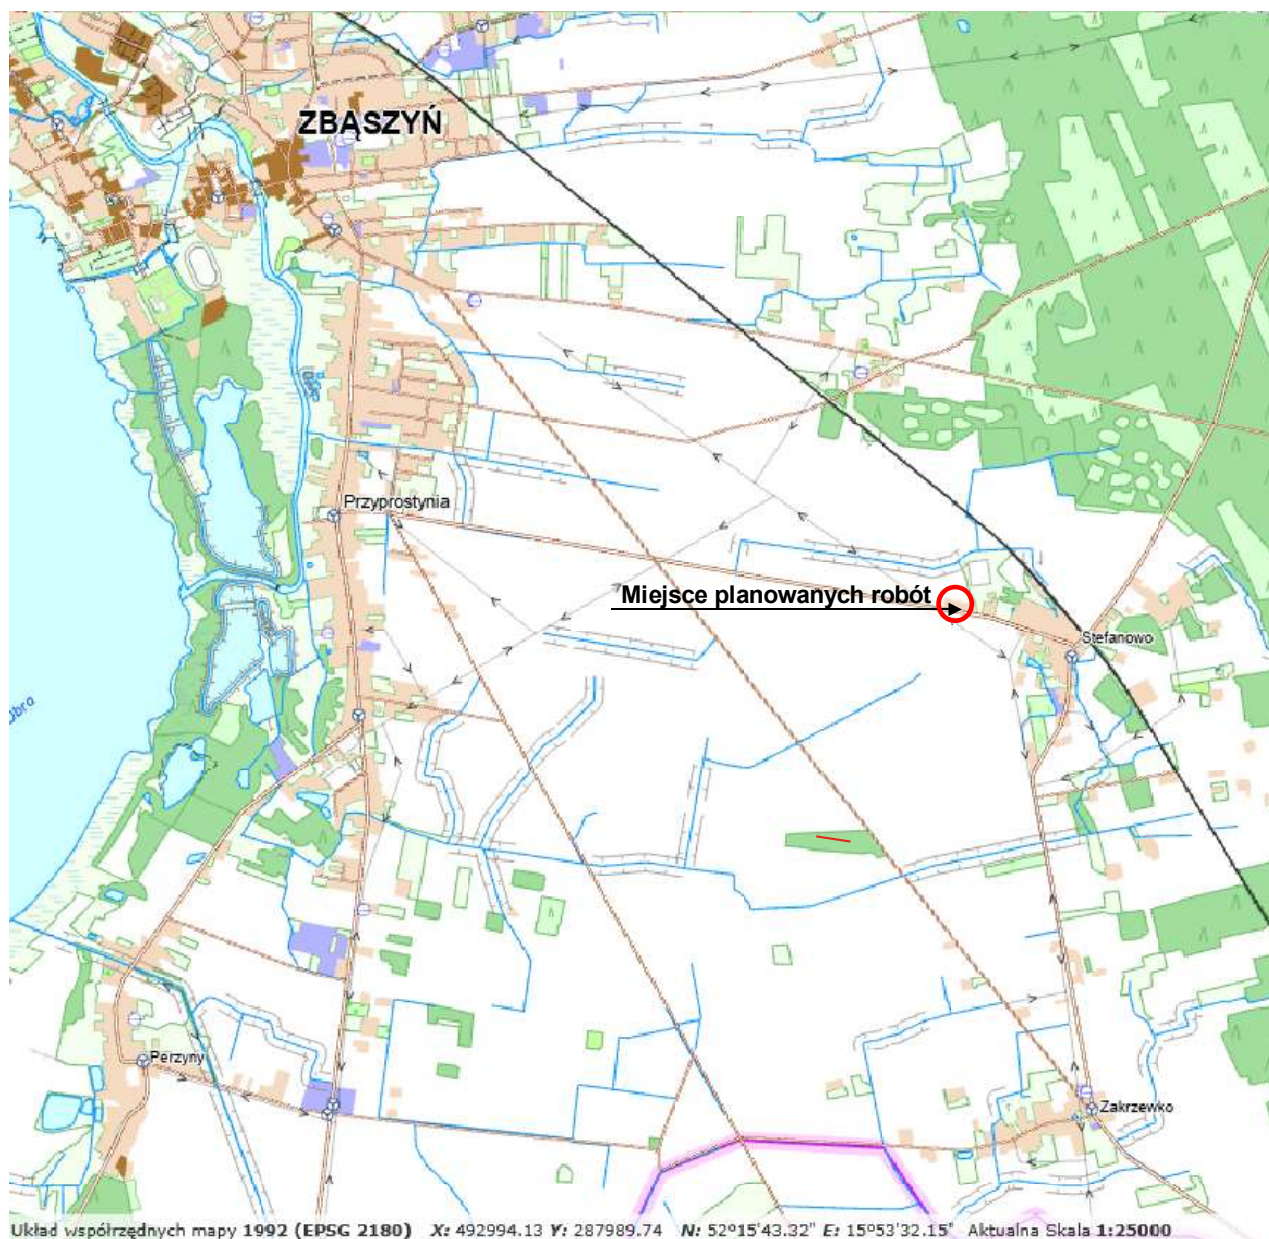 ZBĄSZYŃ
Przyprostynia
Miejsce planowanych robót
Stefanowo
Perzyny
Zakrzewko
Układ współrzędnych mapy 1992 (EPSG 2180) X: 492994.13 Y: 287989.74 N: 52°15'43.32" E: 15°53'32.15" Aktualna Skala 1:25000